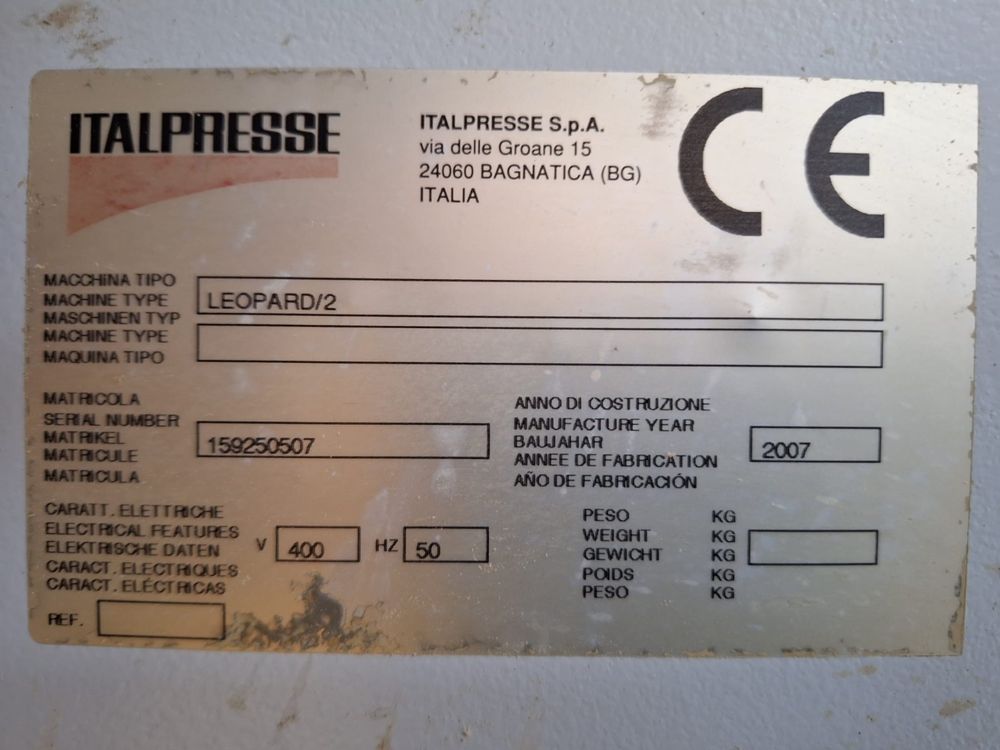 ITALPRESSE
ITALPRESSE S.p.A.
via delle Groane 15
24060 BAGNATICA (BG)
ITALIA
CE
MACCHINA TIPO
MACHINE TYPE
MASCHINEN TYP
MACHINE TYPE
MAQUINA TIPO
LEOPARD/2
MATRICOLA
SERIAL NUMBER
MATRIKEL
MATRICULE
MATRICULA
159250507
ANNO DI COSTRUZIONE
MANUFACTURE YEAR
BAUJAHAR
ANNEE DE FABRICATION
AÑO DE FABRICACIÓN
2007
CARATT. ELETTRICHE
ELECTRICAL FEATURES
ELEKTRISCHE DATEN
CARACT. ELECTRIQUES
CARACT. ELÉCTRICAS
V 400 HZ 50
PESO KG
WEIGHT KG
GEWICHT KG
POIDS KG
PESO KG
REF.